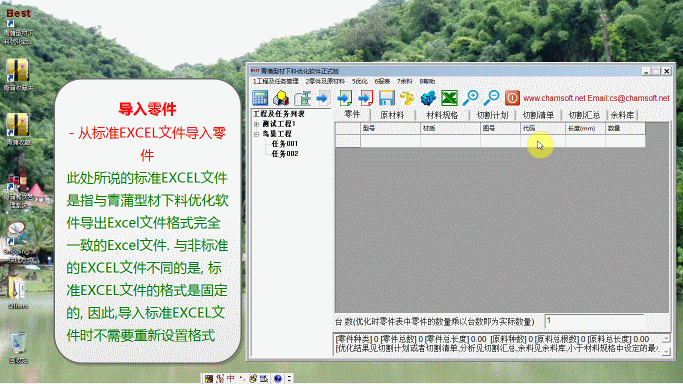 Best
青蒲型材下
导入零件
- 从标准EXCEL文件导入零
件
此处所说的标准EXCEL文件
是指与青蒲型材下料优化软
件导出Excel文件格式完全
一致的Excel文件. 与非标准
的EXCEL文件不同的是, 标
准EXCEL文件的格式是固定
的, 因此,导入标准EXCEL文
件时不需要重新设置格式
Others
回收站
青蒲型材下料优化软件正式版
1工程及任务管理 2零件及原材料 5优化 6报表 7余料 8帮助
www.chamsoft.net Email:cs@chamsoft.net
工程及任务列表
测试工程1
鸟巢工程
任务001
任务002
零件 原材料 材料规格 切割计划 切割清单 切割汇总 余料库
型号 材质 图号 代码 长度(mm) 数量
台 数(优化时零件表中零件的数量乘以台数即为实际数量) 1
[零件种类] 0 [零件总数] 0 [零件总长度] 0.00 [原料种数] 0 [原料总根数] 0 [原料总长度] 0.00
[优化结果见切割计划或者切割清单,分析见切割汇总,余料见余料库,小于材料规格中设定的最
中